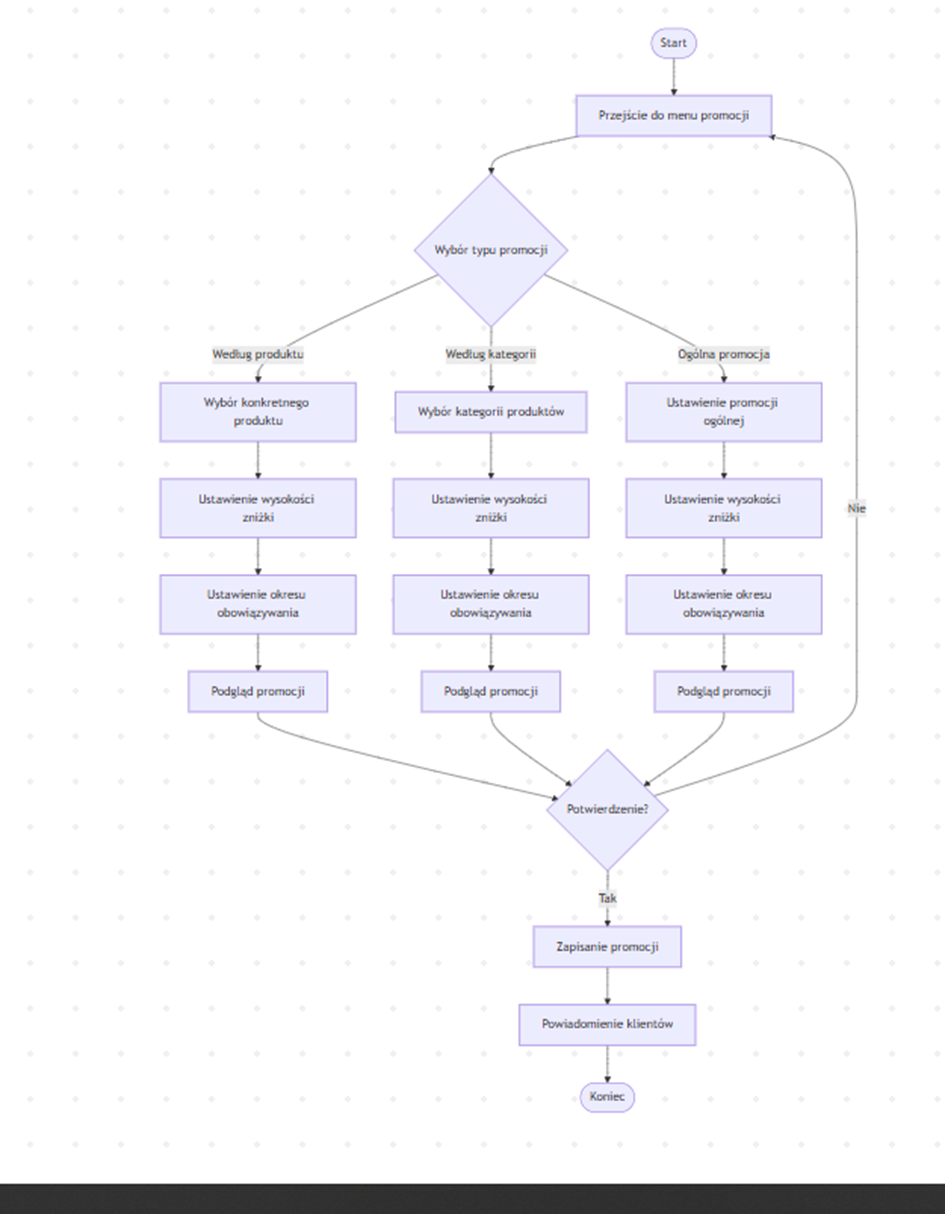 Start
Przejście do menu promocji
Wybór typu promocji
Według produktu
Według kategorii
Ogólna promocja
Wybór konkretnego
produktu
Wybór kategorii produktów
Ustawienie promocji
ogólnej
Ustawienie wysokości
zniżki
Ustawienie wysokości
zniżki
Ustawienie wysokości
zniżki
Nie
Ustawienie okresu
obowiązywania
Ustawienie okresu
obowiązywania
Ustawienie okresu
obowiązywania
Podgląd promocji
Podgląd promocji
Podgląd promocji
Potwierdzenie?
Tak
Zapisanie promocji
Powiadomienie klientów
Koniec